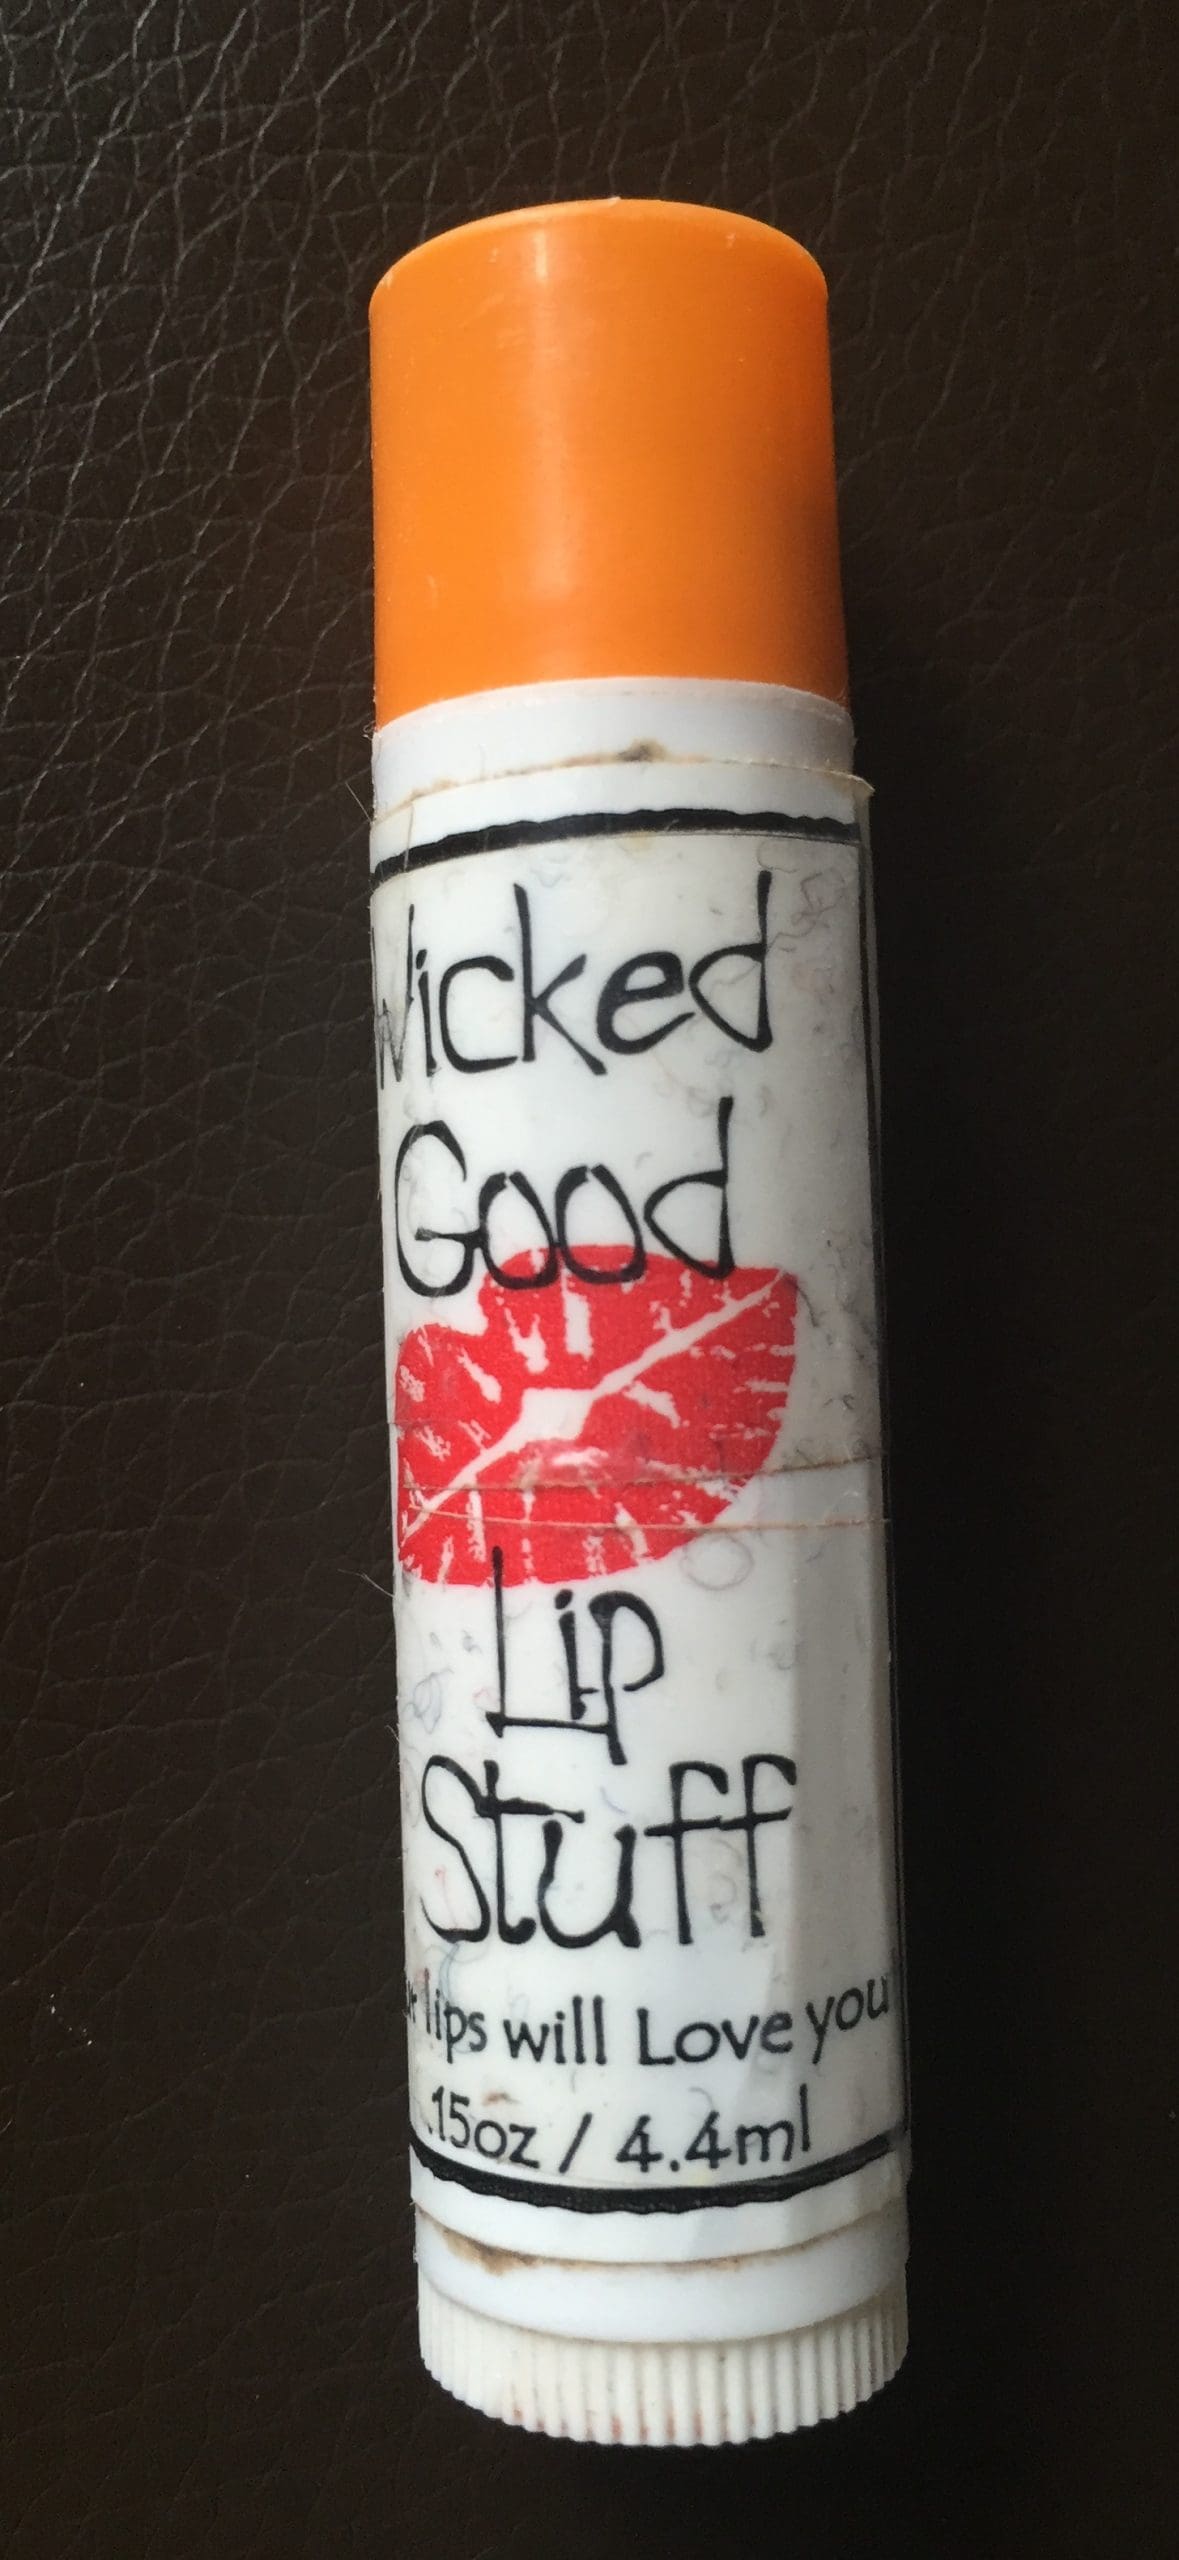 Wicked
Good
Lip
Stuff
lips will Love you
.15oz / 4.4ml